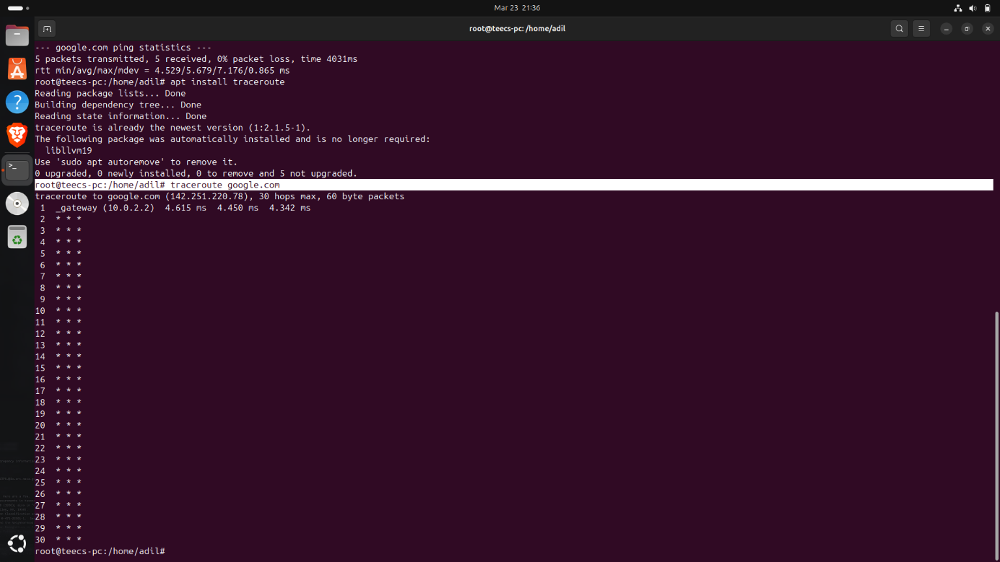 Mar 23 21:36
root@teecs-pc: /home/adil
--- google.com ping statistics ---
5 packets transmitted, 5 received, 0% packet loss, time 4031ms
rtt min/avg/max/mdev = 4.529/5.679/7.176/0.865 ms
root@teecs-pc:/home/adil# apt install traceroute
Reading package lists... Done
Building dependency tree... Done
Reading state information... Done
traceroute is already the newest version (1:2.1.5-1).
The following package was automatically installed and is no longer required:
  libllvm19
Use 'sudo apt autoremove' to remove it.
0 upgraded, 0 newly installed, 0 to remove and 5 not upgraded.
root@teecs-pc:/home/adil# traceroute google.com
traceroute to google.com (142.251.220.78), 30 hops max, 60 byte packets
 1  _gateway (10.0.2.2)  4.615 ms  4.450 ms  4.342 ms
 2  * * *
 3  * * *
 4  * * *
 5  * * *
 6  * * *
 7  * * *
 8  * * *
 9  * * *
10  * * *
11  * * *
12  * * *
13  * * *
14  * * *
15  * * *
16  * * *
17  * * *
18  * * *
19  * * *
20  * * *
21  * * *
22  * * *
23  * * *
24  * * *
25  * * *
26  * * *
27  * * *
28  * * *
29  * * *
30  * * *
root@teecs-pc:/home/adil#